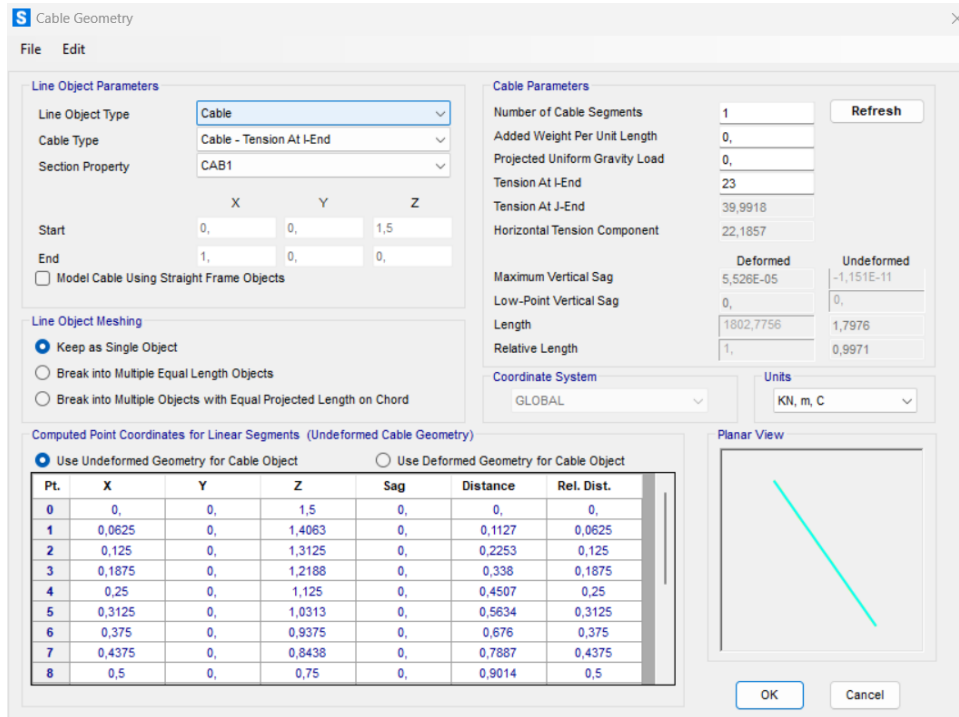 S Cable Geometry
File Edit
Line Object Parameters
Line Object Type Cable
Cable Type Cable - Tension At I-End
Section Property CAB1
X Y Z
Start 0, 0, 1,5
End 1, 0, 0,
Model Cable Using Straight Frame Objects
Line Object Meshing
Keep as Single Object
Break into Multiple Equal Length Objects
Break into Multiple Objects with Equal Projected Length on Chord
Cable Parameters
Number of Cable Segments 1 Refresh
Added Weight Per Unit Length 0,
Projected Uniform Gravity Load 0,
Tension At I-End 23
Tension At J-End 39,9918
Horizontal Tension Component 22,1857
Deformed Undeformed
Maximum Vertical Sag 5,526E-05 -1,151E-11
Low-Point Vertical Sag 0, 0,
Length 1802,7756 1,7976
Relative Length 1, 0,9971
Coordinate System
GLOBAL
Units
KN, m, C
Computed Point Coordinates for Linear Segments (Undeformed Cable Geometry)
Use Undeformed Geometry for Cable Object Use Deformed Geometry for Cable Object
Pt. X Y Z Sag Distance Rel. Dist.
0 0, 0, 1,5 0, 0, 0,
1 0,0625 0, 1,4063 0, 0,1127 0,0625
2 0,125 0, 1,3125 0, 0,2253 0,125
3 0,1875 0, 1,2188 0, 0,338 0,1875
4 0,25 0, 1,125 0, 0,4507 0,25
5 0,3125 0, 1,0313 0, 0,5634 0,3125
6 0,375 0, 0,9375 0, 0,676 0,375
7 0,4375 0, 0,8438 0, 0,7887 0,4375
8 0,5 0, 0,75 0, 0,9014 0,5
Planar View
OK Cancel